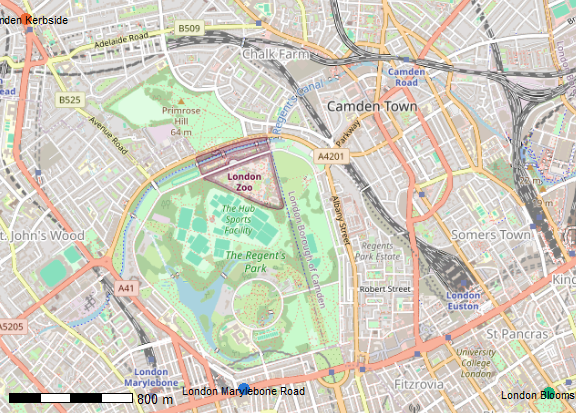 mden Kerbside
B509
Adelaide Road
Chalk Farm
Camden
Road
B525
Regent's Canal
Primrose
Hill
64 m
Camden Town
Avenue Road
Parkway
A4201
London
Zoo
my
The Hub
Sports
Facility
Albany Street
London Borough of Camden
t. John's Wood
Regents
Park Estate
Somers Town
The Regent's
Park
A41
Robert Street
London
Euston
King
A5205
St Pancras
London
Marylebone
University
College
London
Fitzrovia
800 m
London Marylebone Road
London Blooms